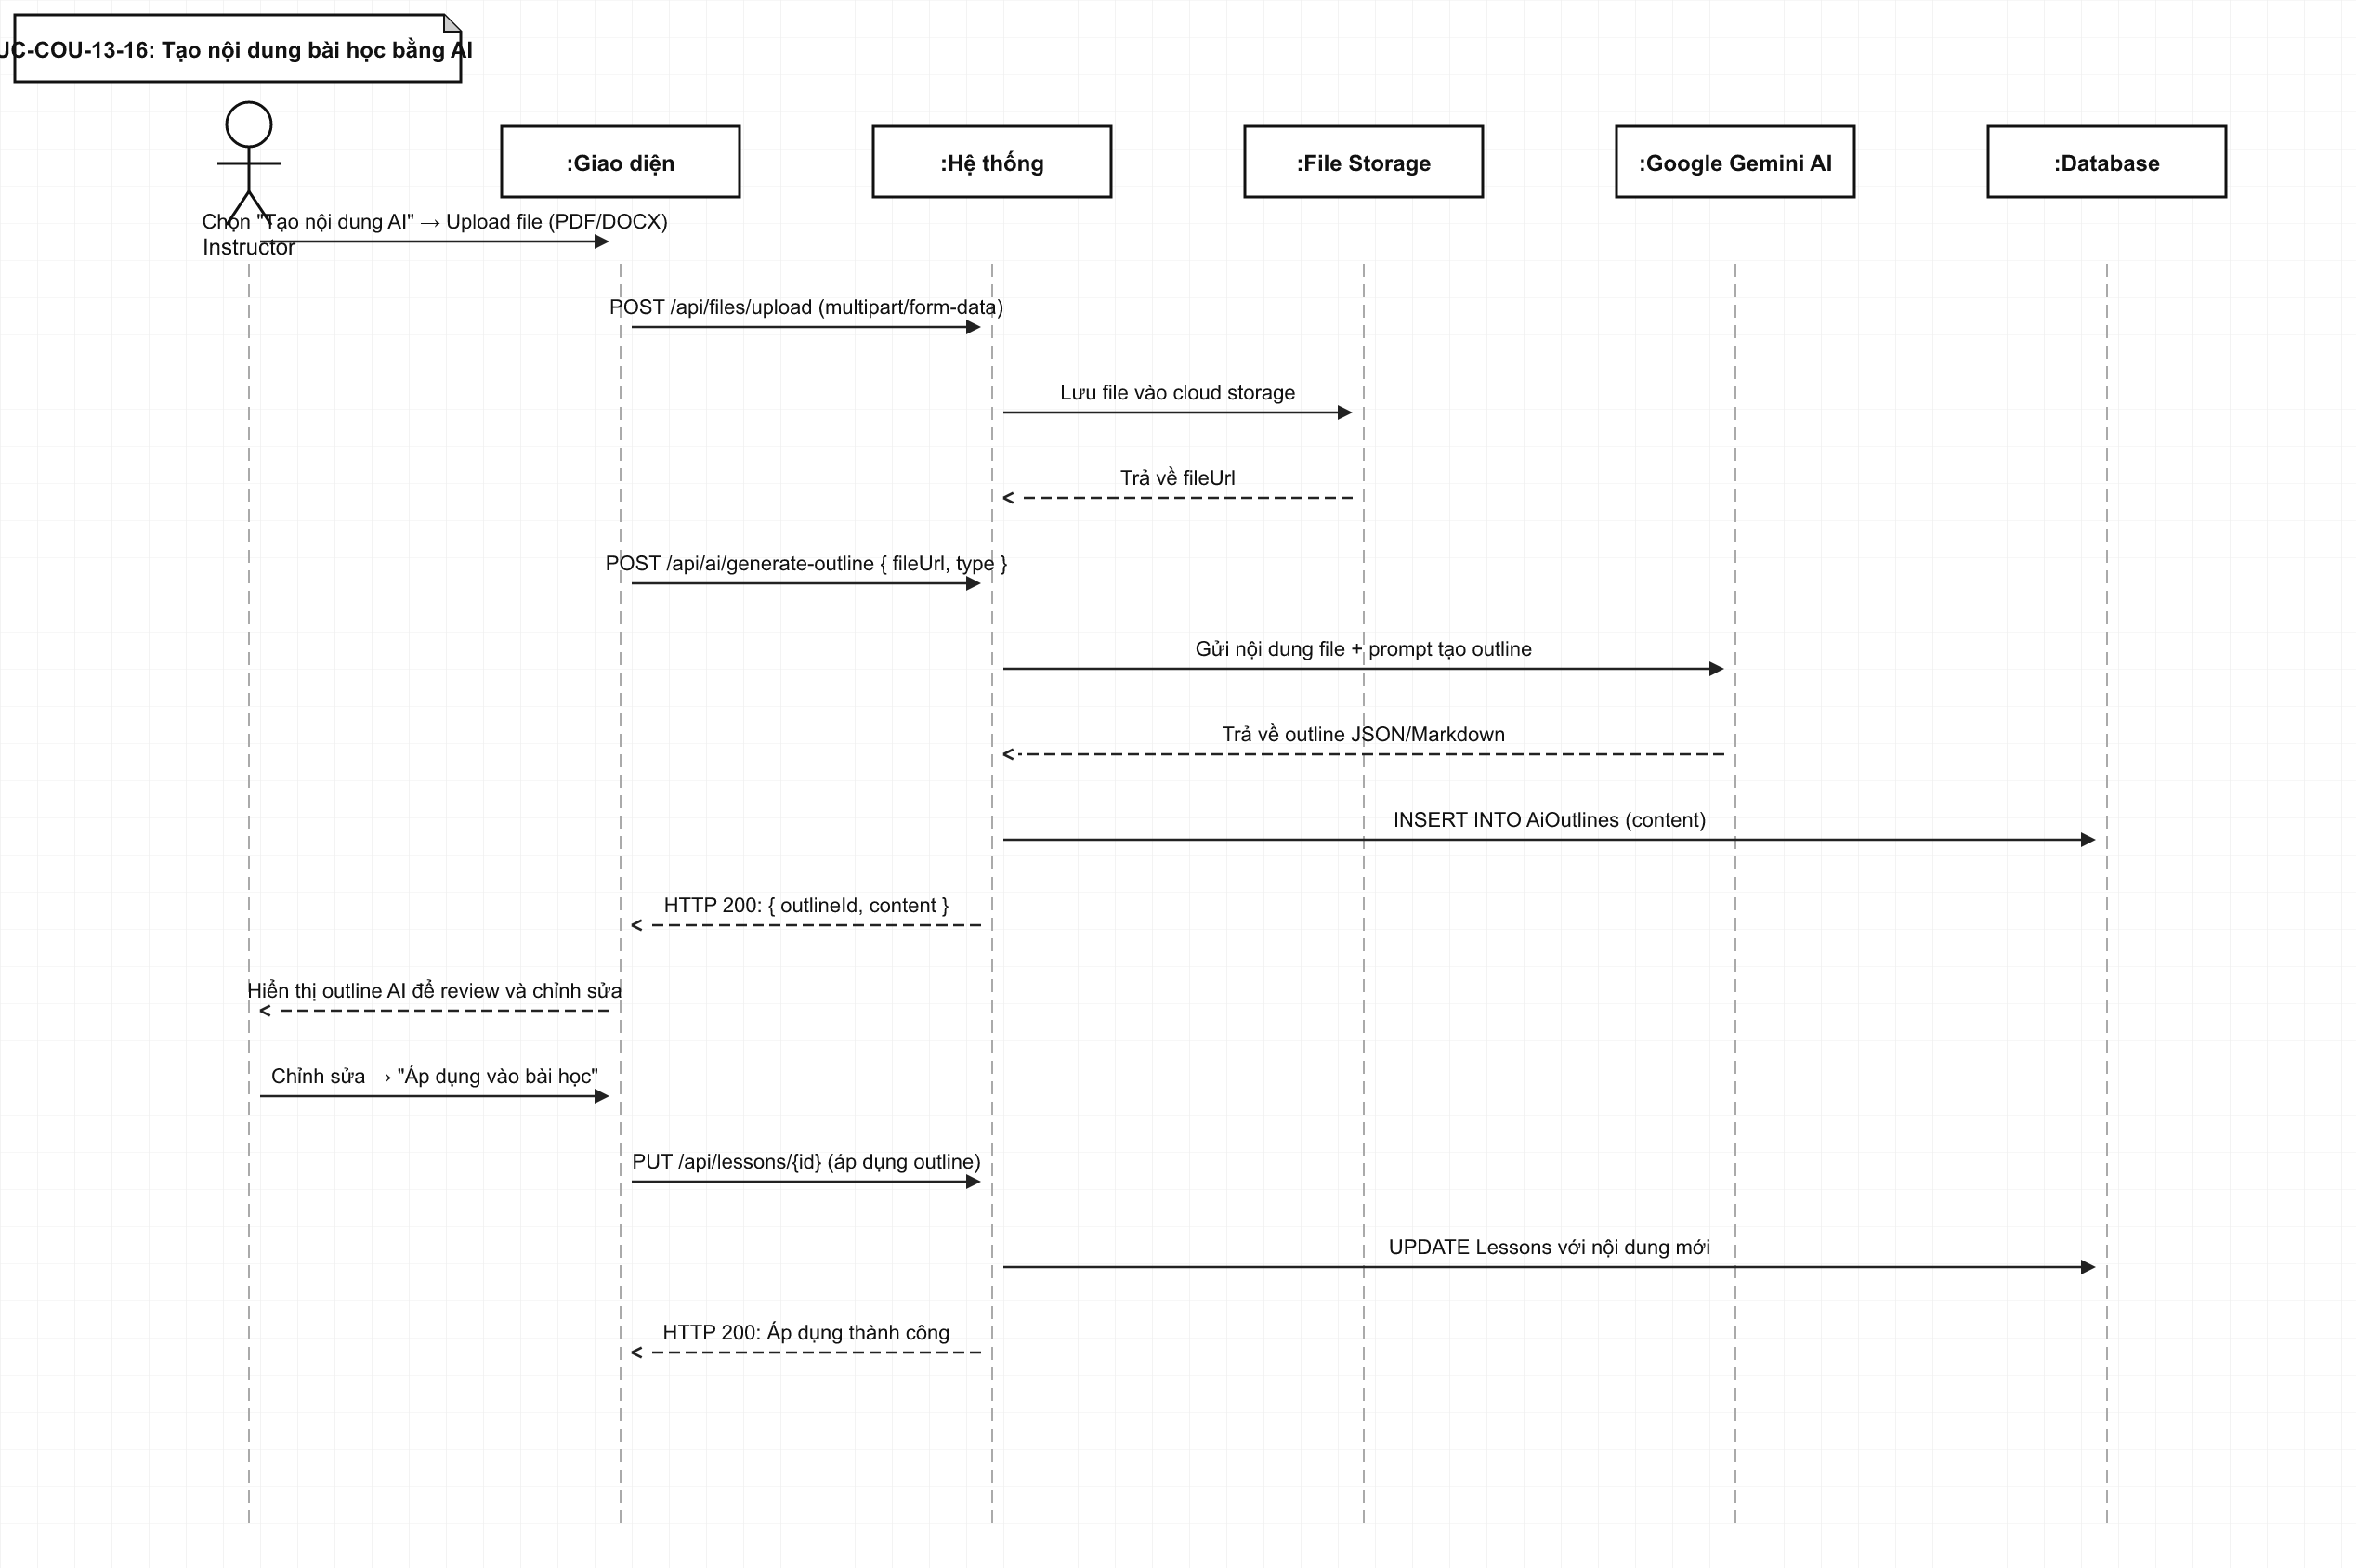 UC-COU-13-16: Tạo nội dung bài học bằng AI
:Giao diện
:Hệ thống
:File Storage
:Google Gemini AI
:Database
Chọn "Tạo nội dung AI" → Upload file (PDF/DOCX)
Instructor
POST /api/files/upload (multipart/form-data)
Lưu file vào cloud storage
Trả về fileUrl
POST /api/ai/generate-outline { fileUrl, type }
Gửi nội dung file + prompt tạo outline
Trả về outline JSON/Markdown
INSERT INTO AiOutlines (content)
HTTP 200: { outlineId, content }
Hiển thị outline AI để review và chỉnh sửa
Chỉnh sửa → "Áp dụng vào bài học"
PUT /api/lessons/{id} (áp dụng outline)
UPDATE Lessons với nội dung mới
HTTP 200: Áp dụng thành công